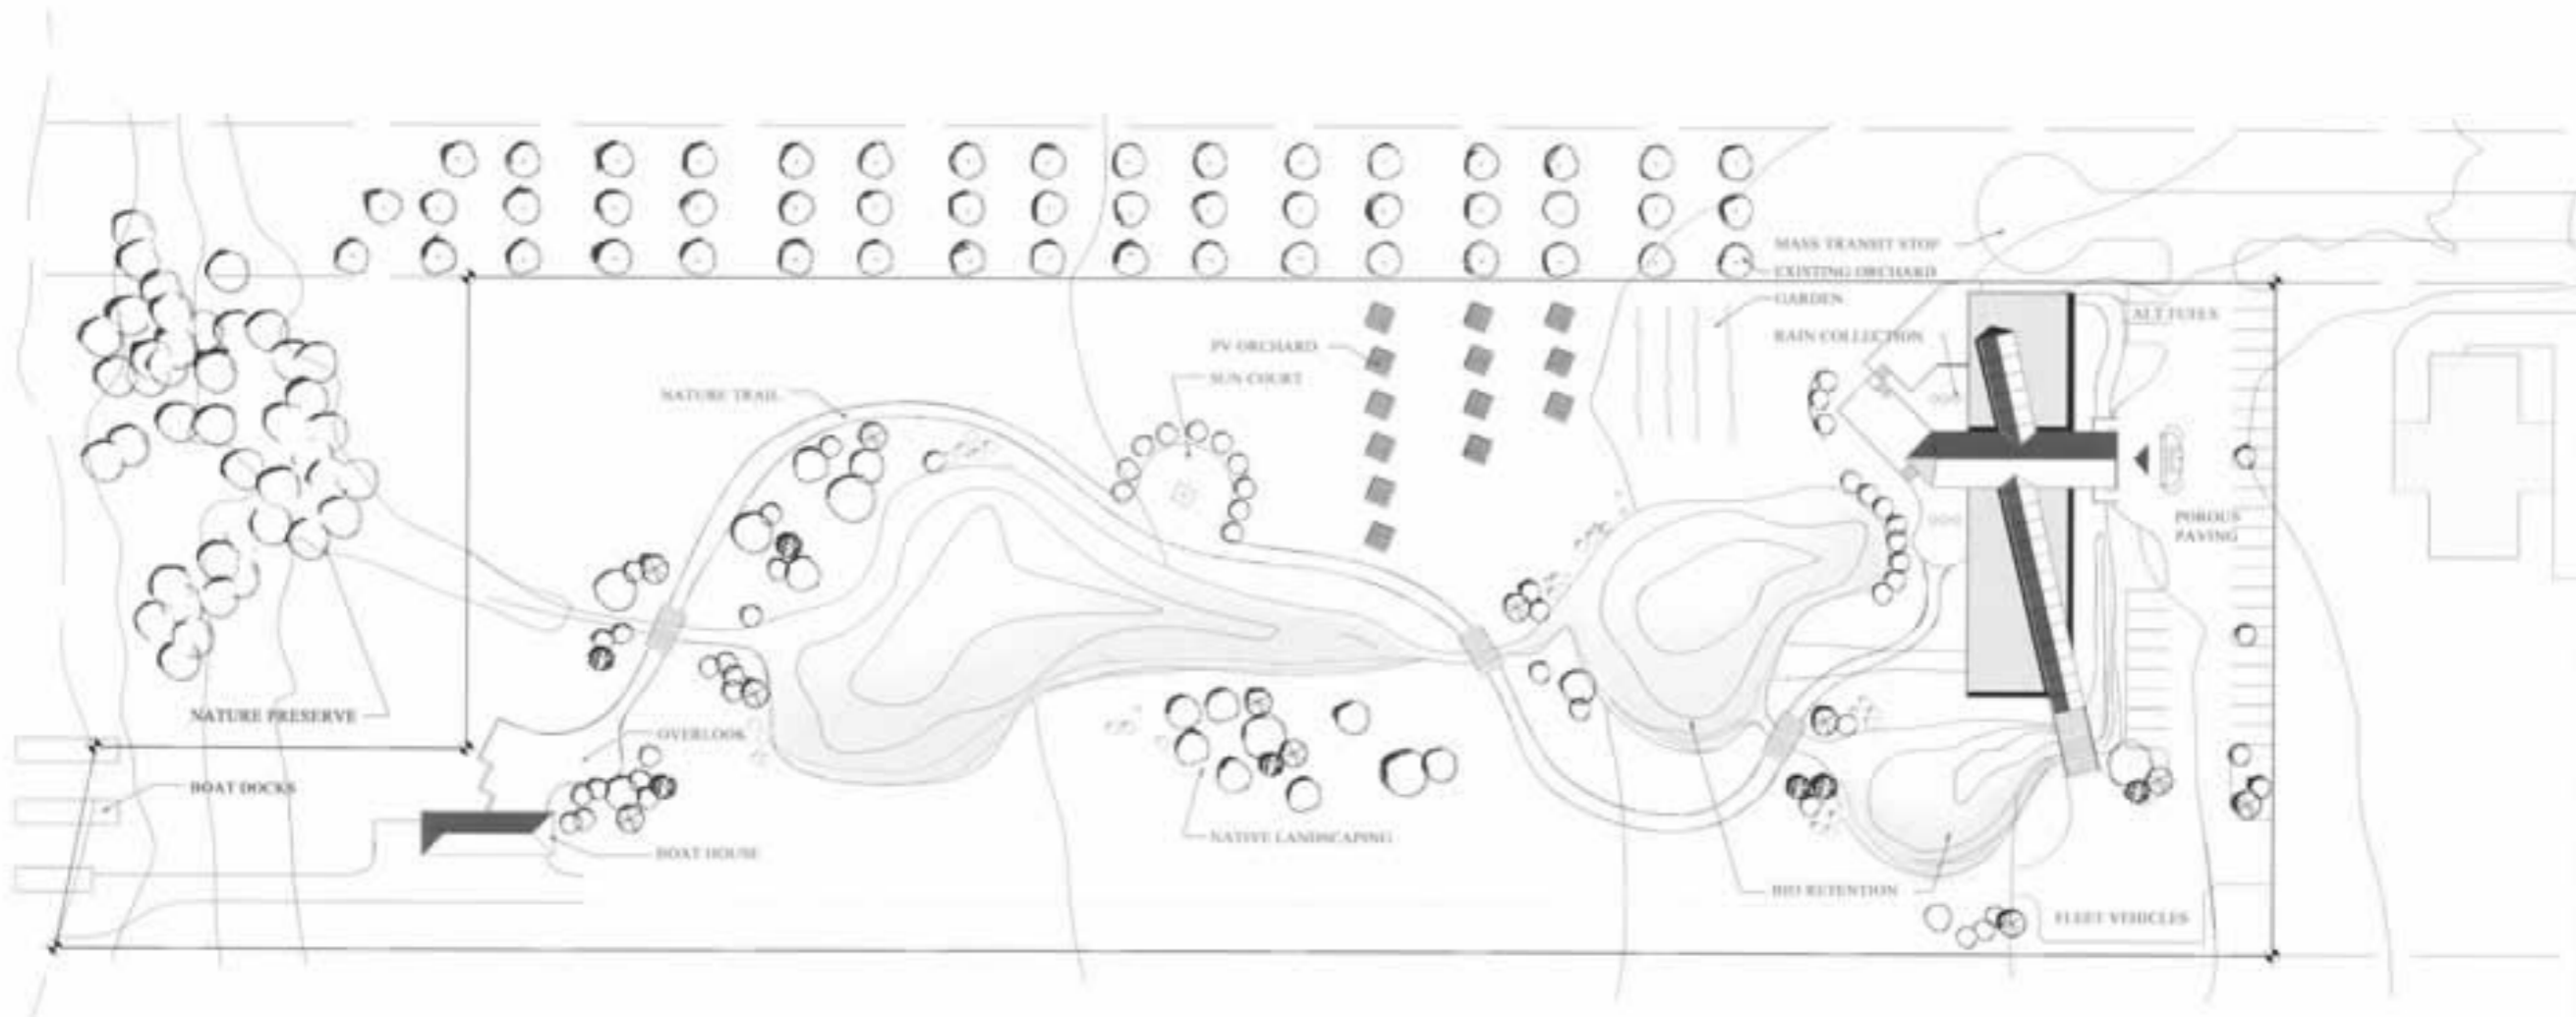 MASS TRANSIT STOP
EXISTING ORCHARD
GARDEN
ALT FUELS
RAIN COLLECTION
PV ORCHARD
SUN COURT
NATURE TRAIL
POROUS
PAVING
NATURE PRESERVE
OVERLOOK
BOAT DOCKS
NATIVE LANDSCAPING
BOAT HOUSE
BIO RETENTION
FLEET VEHICLES